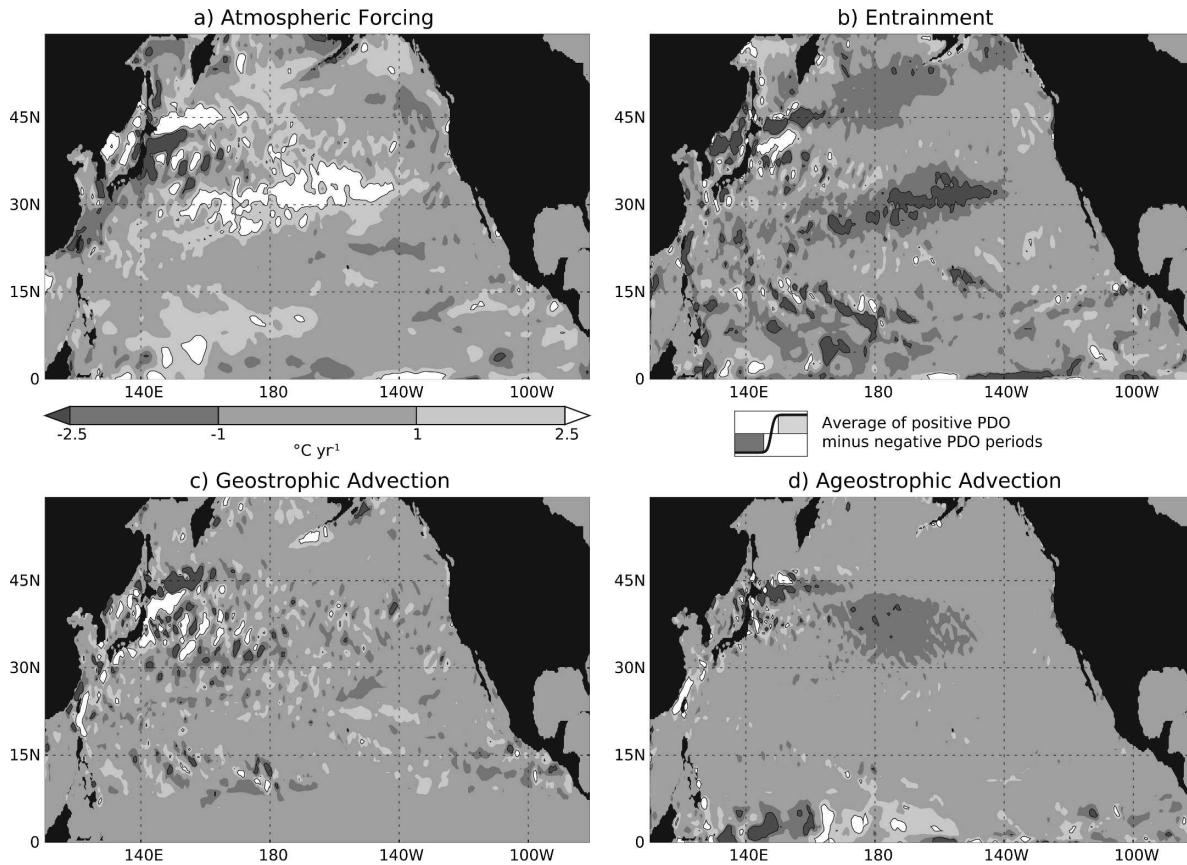 a) Atmospheric Forcing
b) Entrainment
45N
30N
15N
0
140E 180 140W 100W
45N
30N
15N
0
140E 180 140W 100W
-2.5 -1 1 2.5
°C yr¹
Average of positive PDO
minus negative PDO periods
c) Geostrophic Advection
d) Ageostrophic Advection
45N
30N
15N
0
140E 180 140W 100W
45N
30N
15N
0
140E 180 140W 100W